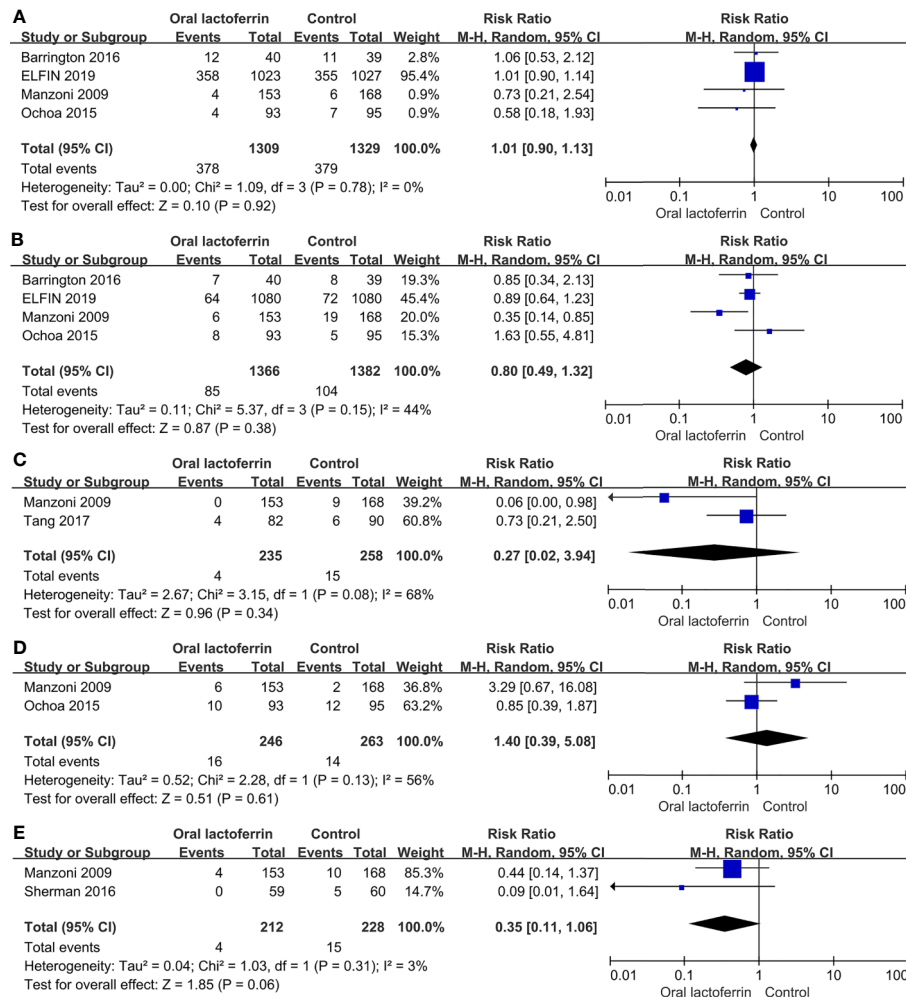 A
Oral lactoferrin Control Risk Ratio Risk Ratio
Study or Subgroup Events Total Events Total Weight M-H, Random, 95% CI M-H, Random, 95% CI
Barrington 2016 12 40 11 39 2.8% 1.06 [0.53, 2.12]
ELFIN 2019 358 1023 355 1027 95.4% 1.01 [0.90, 1.14]
Manzoni 2009 4 153 6 168 0.9% 0.73 [0.21, 2.54]
Ochoa 2015 4 93 7 95 0.9% 0.58 [0.18, 1.93]
Total (95% CI) 1309 1329 100.0% 1.01 [0.90, 1.13]
Total events 378 379
Heterogeneity: Tau² = 0.00; Chi² = 1.09, df = 3 (P = 0.78); I² = 0%
Test for overall effect: Z = 0.10 (P = 0.92)
0.01 0.1 1 10 100
Oral lactoferrin Control
B
Oral lactoferrin Control Risk Ratio Risk Ratio
Study or Subgroup Events Total Events Total Weight M-H, Random, 95% CI M-H, Random, 95% CI
Barrington 2016 7 40 8 39 19.3% 0.85 [0.34, 2.13]
ELFIN 2019 64 1080 72 1080 45.4% 0.89 [0.64, 1.23]
Manzoni 2009 6 153 19 168 20.0% 0.35 [0.14, 0.85]
Ochoa 2015 8 93 5 95 15.3% 1.63 [0.55, 4.81]
Total (95% CI) 1366 1382 100.0% 0.80 [0.49, 1.32]
Total events 85 104
Heterogeneity: Tau² = 0.11; Chi² = 5.37, df = 3 (P = 0.15); I² = 44%
Test for overall effect: Z = 0.87 (P = 0.38)
0.01 0.1 1 10 100
Oral lactoferrin Control
C
Oral lactoferrin Control Risk Ratio Risk Ratio
Study or Subgroup Events Total Events Total Weight M-H, Random, 95% CI M-H, Random, 95% CI
Manzoni 2009 0 153 9 168 39.2% 0.06 [0.00, 0.98]
Tang 2017 4 82 6 90 60.8% 0.73 [0.21, 2.50]
Total (95% CI) 235 258 100.0% 0.27 [0.02, 3.94]
Total events 4 15
Heterogeneity: Tau² = 2.67; Chi² = 3.15, df = 1 (P = 0.08); I² = 68%
Test for overall effect: Z = 0.96 (P = 0.34)
0.01 0.1 1 10 100
Oral lactoferrin Control
D
Oral lactoferrin Control Risk Ratio Risk Ratio
Study or Subgroup Events Total Events Total Weight M-H, Random, 95% CI M-H, Random, 95% CI
Manzoni 2009 6 153 2 168 36.8% 3.29 [0.67, 16.08]
Ochoa 2015 10 93 12 95 63.2% 0.85 [0.39, 1.87]
Total (95% CI) 246 263 100.0% 1.40 [0.39, 5.08]
Total events 16 14
Heterogeneity: Tau² = 0.52; Chi² = 2.28, df = 1 (P = 0.13); I² = 56%
Test for overall effect: Z = 0.51 (P = 0.61)
0.01 0.1 1 10 100
Oral lactoferrin Control
E
Oral lactoferrin Control Risk Ratio Risk Ratio
Study or Subgroup Events Total Events Total Weight M-H, Random, 95% CI M-H, Random, 95% CI
Manzoni 2009 4 153 10 168 85.3% 0.44 [0.14, 1.37]
Sherman 2016 0 59 5 60 14.7% 0.09 [0.01, 1.64]
Total (95% CI) 212 228 100.0% 0.35 [0.11, 1.06]
Total events 4 15
Heterogeneity: Tau² = 0.04; Chi² = 1.03, df = 1 (P = 0.31); I² = 3%
Test for overall effect: Z = 1.85 (P = 0.06)
0.01 0.1 1 10 100
Oral lactoferrin Control